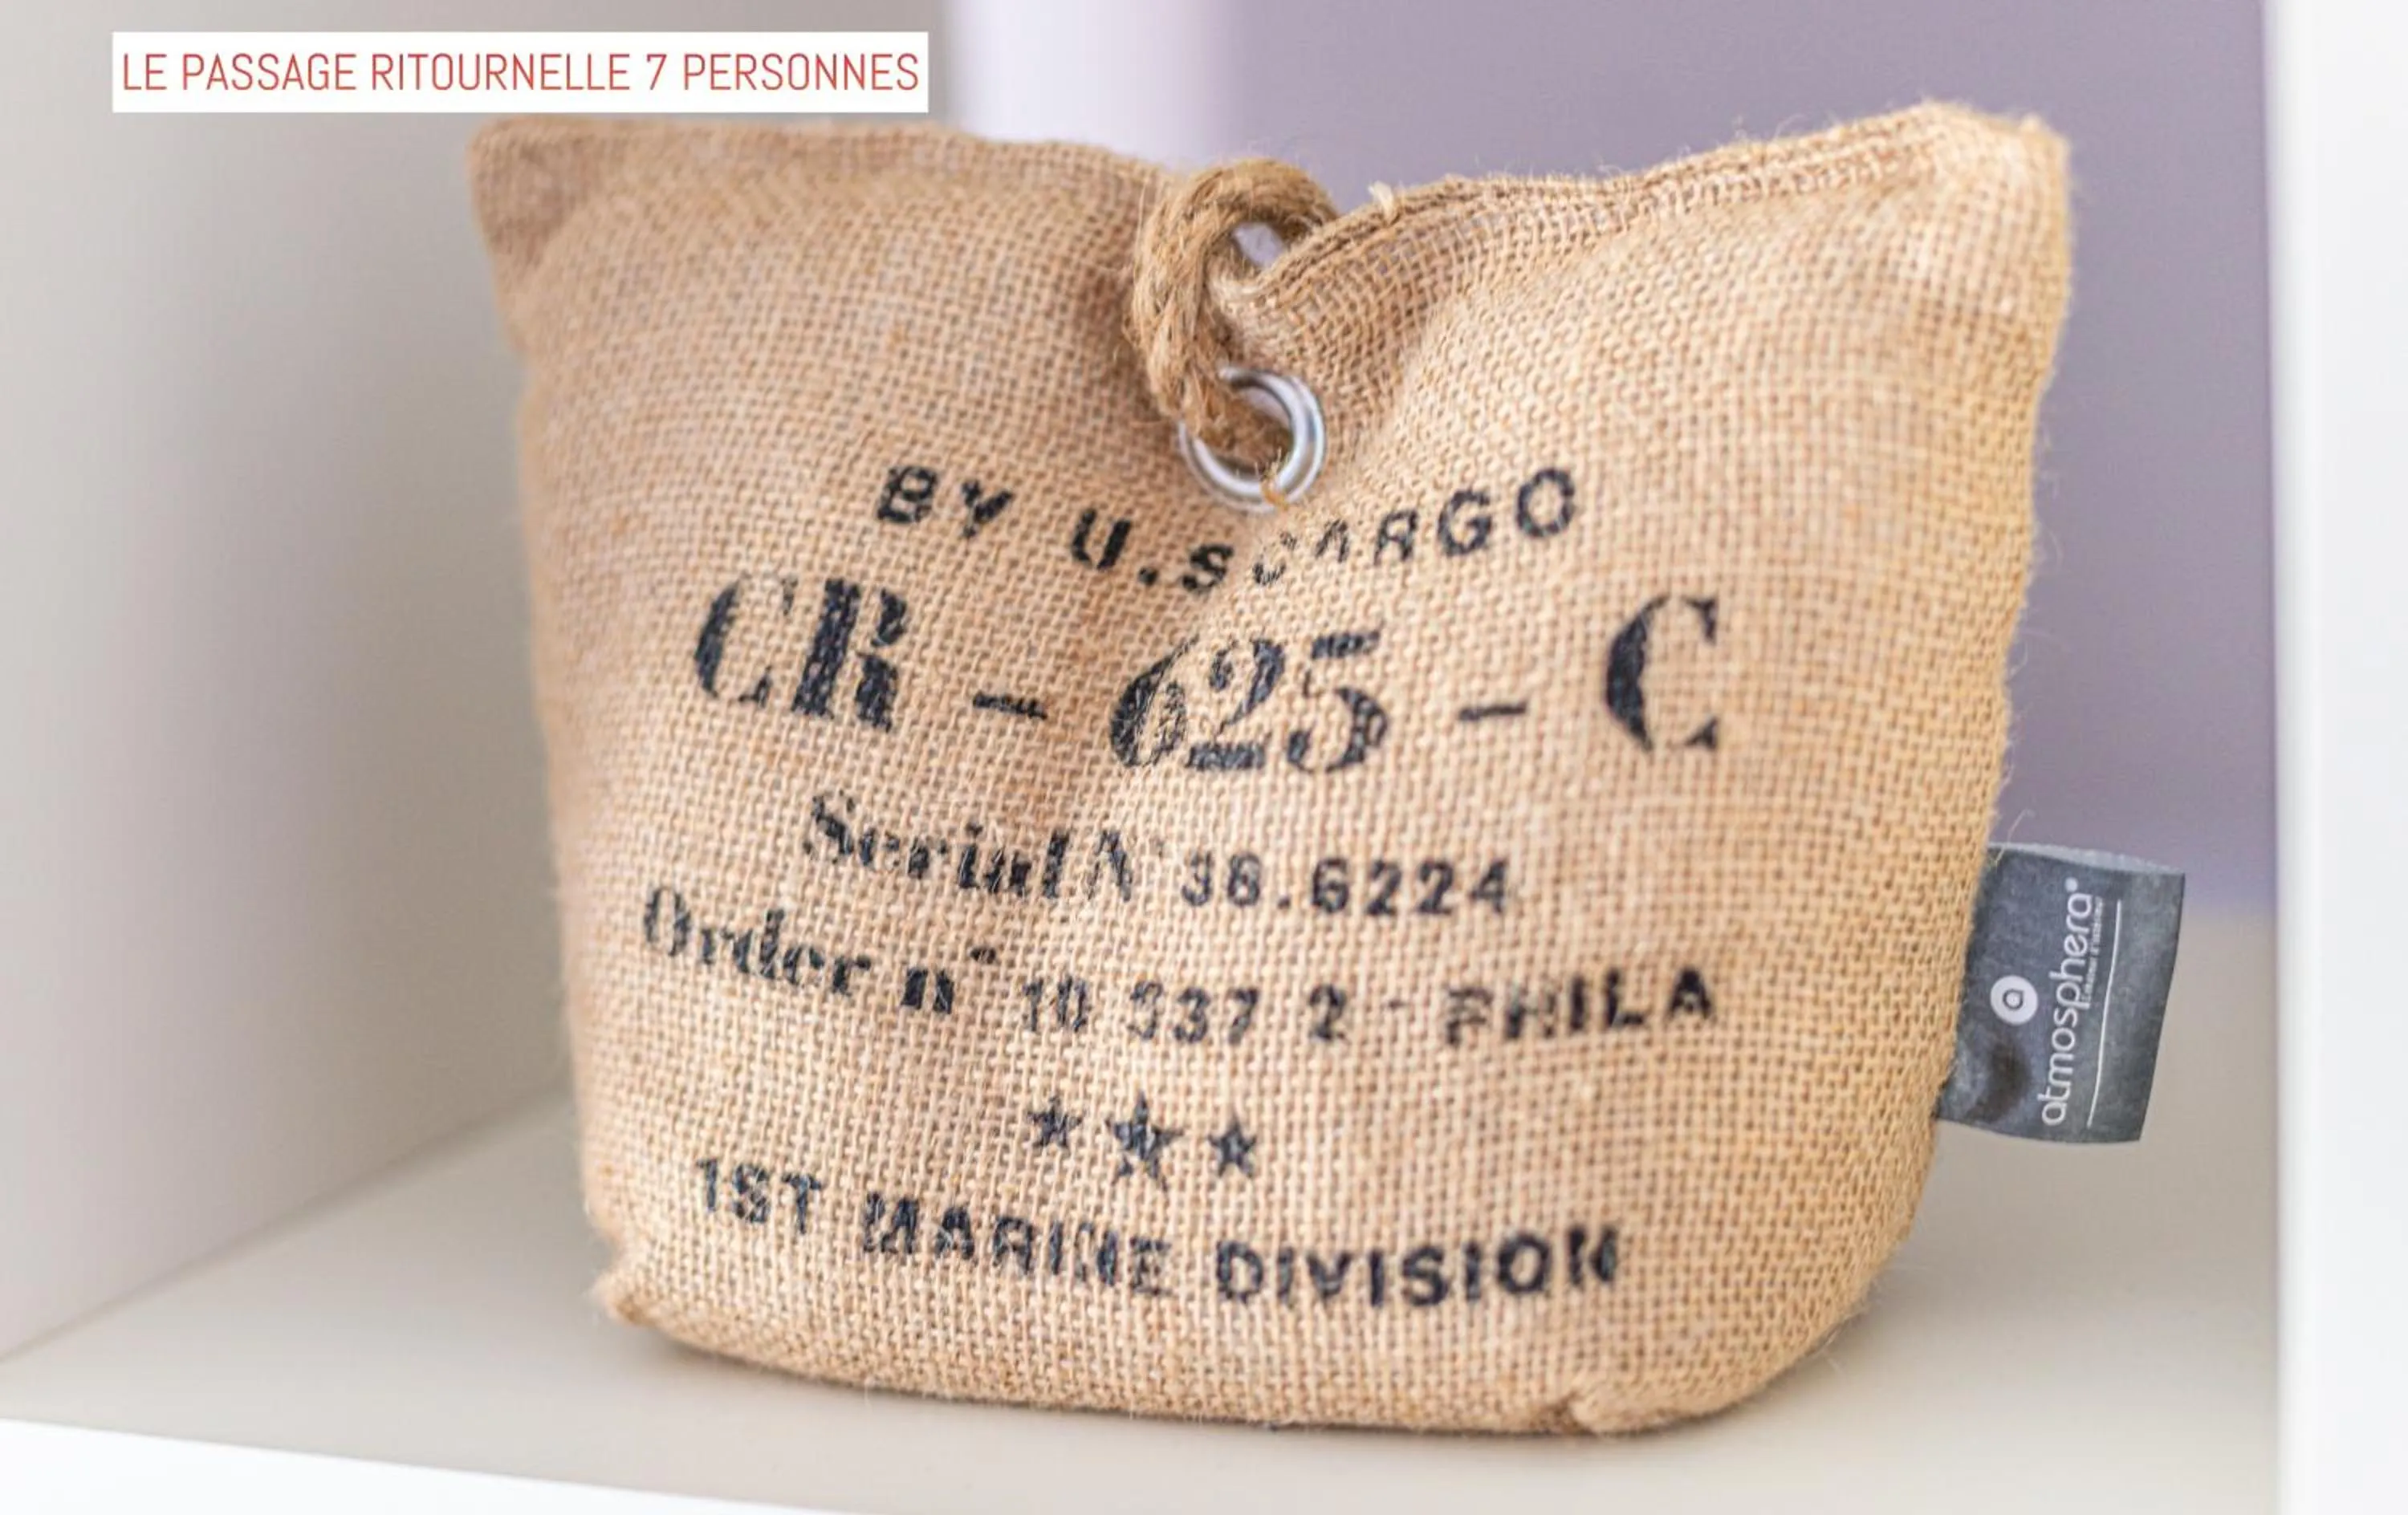 LE PASSAGE RITOURNELLE 7 PERSONNES
BY U.S CARGO
CR - 625 - C
Serial N° 36.6224
Order n° 10 337 2 - PHILA
1ST MARINE DIVISION
a
atmosphera®